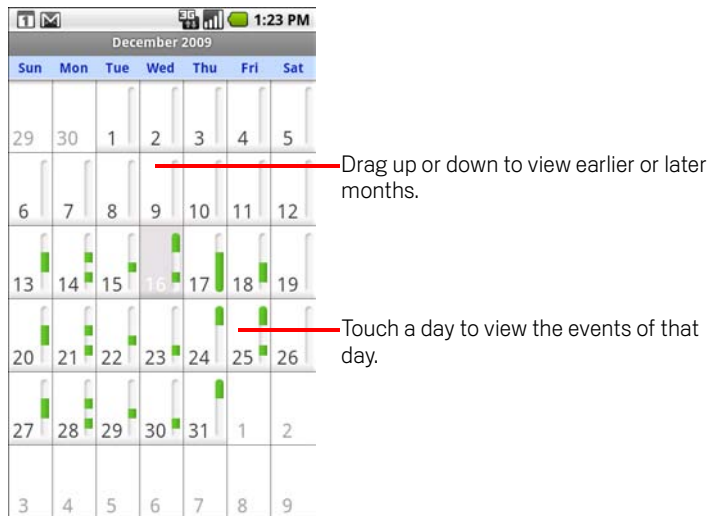 1 3G 1:23 PM
December 2009
Sun Mon Tue Wed Thu Fri Sat
29 30 1 2 3 4 5
Drag up or down to view earlier or later
months.
6 7 8 9 10 11 12
13 14 15 16 17 18 19
Touch a day to view the events of that
day.
20 21 22 23 24 25 26
27 28 29 30 31 1 2
3 4 5 6 7 8 9